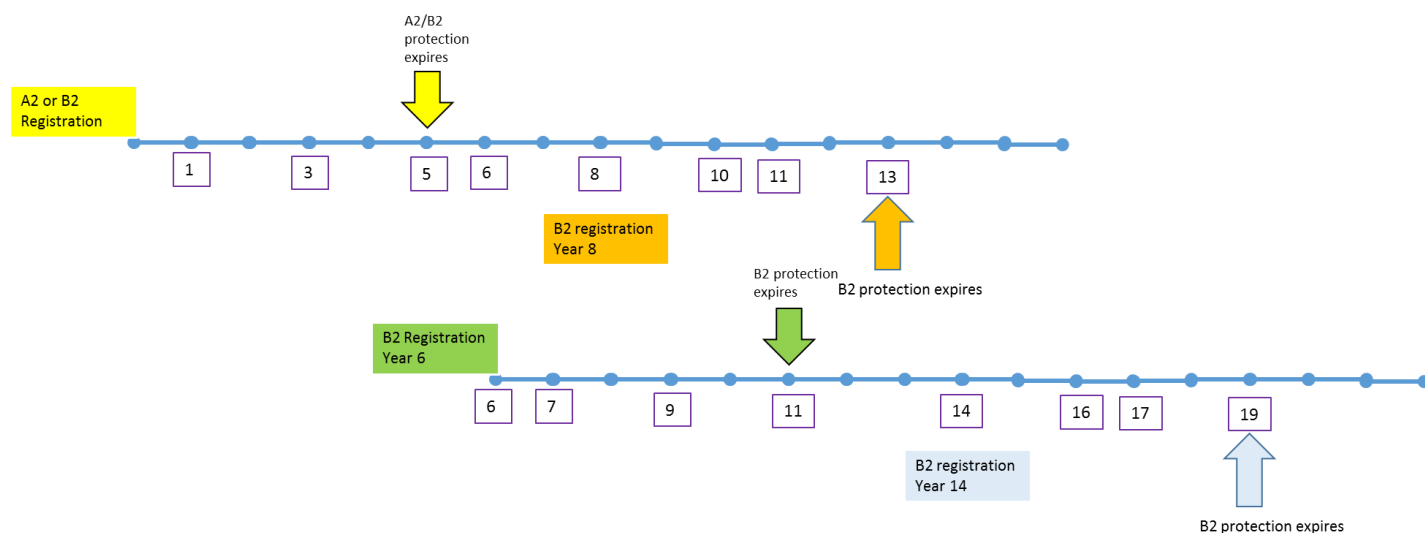 A2/B2
protection
expires
A2 or B2
Registration
1
3
5
6
8
10
11
13
B2 registration
Year 8
B2 protection
expires
B2 protection expires
B2 Registration
Year 6
6
7
9
11
14
16
17
19
B2 registration
Year 14
B2 protection expires